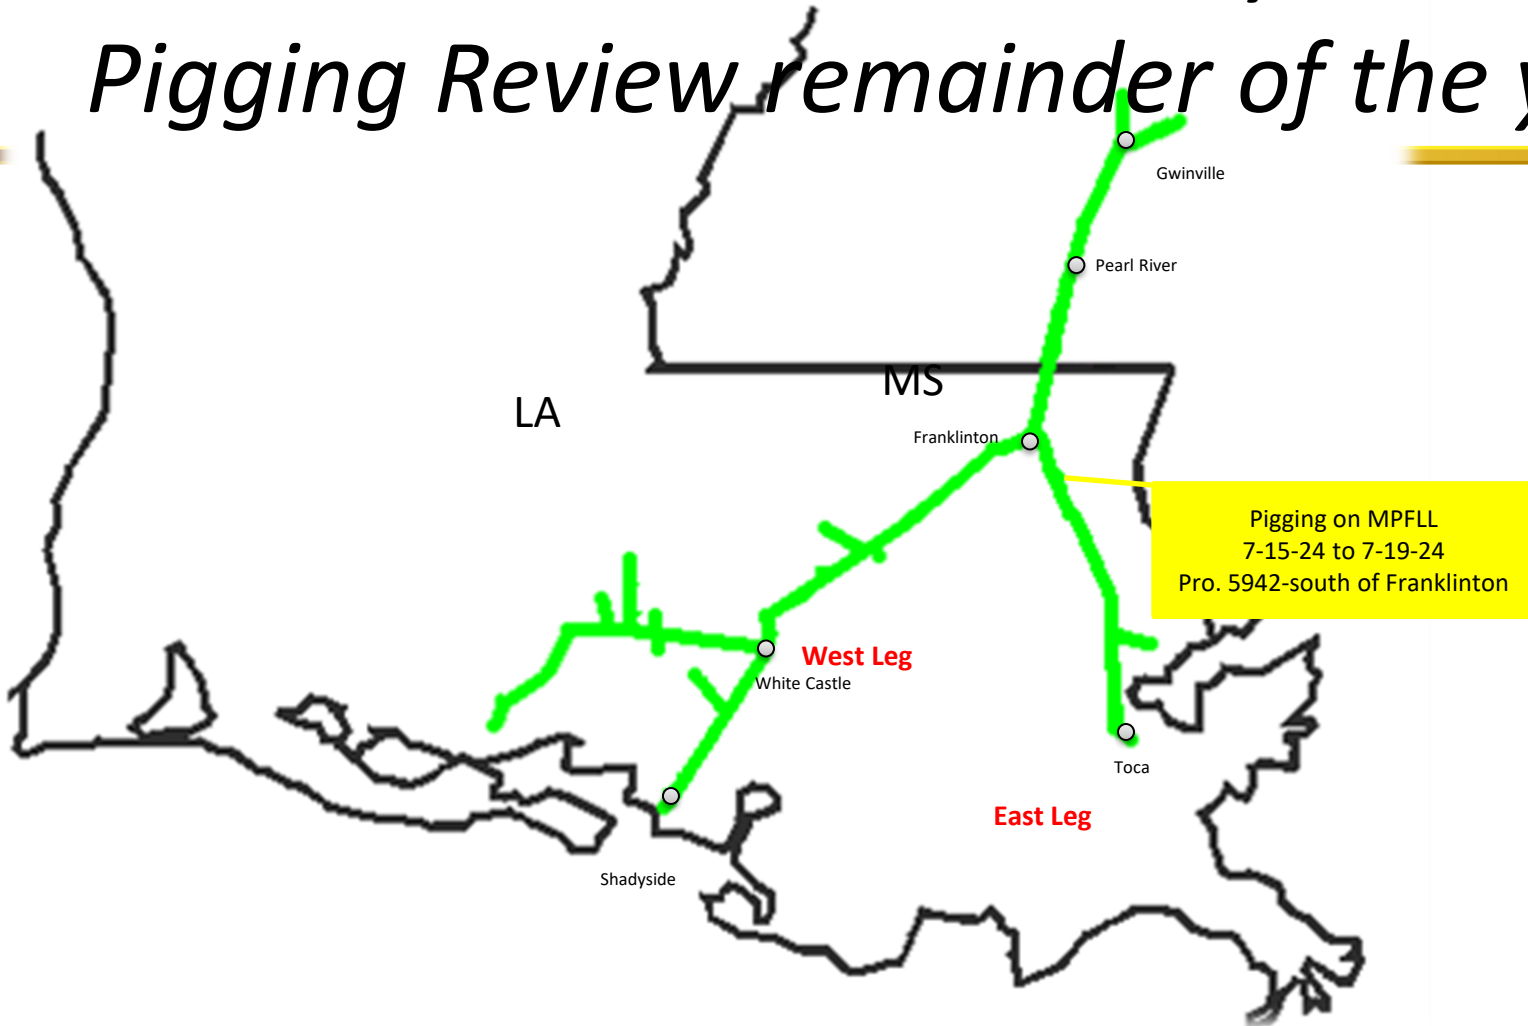 Pigging Review remainder of the
Gwinville
Pearl River
MS
LA
Franklinton
Pigging on MPFLL
7-15-24 to 7-19-24
Pro. 5942-south of Franklinton
West Leg
White Castle
Toca
East Leg
Shadyside